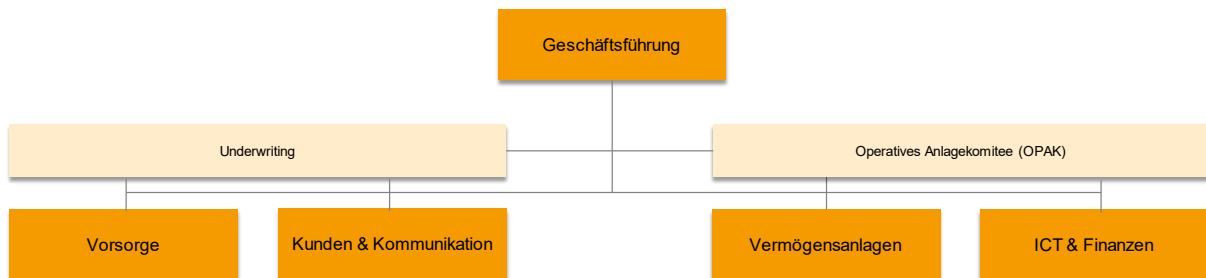 Geschäftsführung
Underwriting
Operatives Anlagekomitee (OPAK)
Vorsorge
Kunden & Kommunikation
Vermögensanlagen
ICT & Finanzen